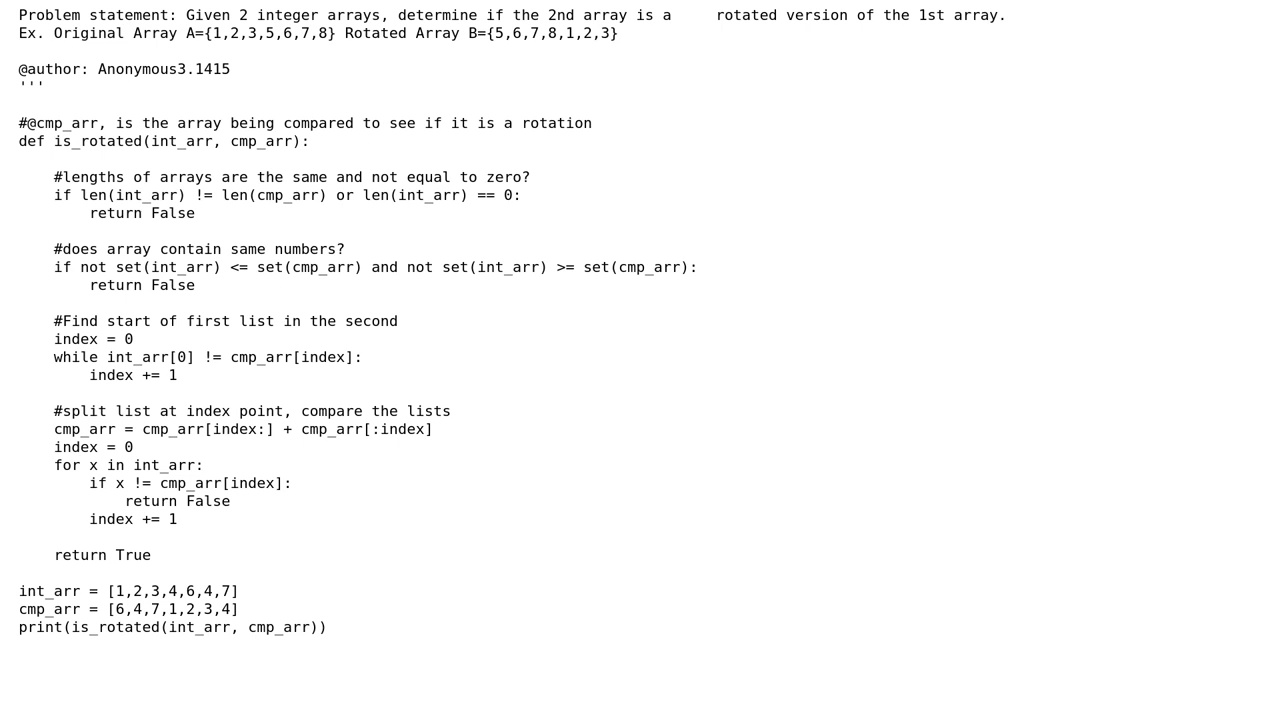 Problem statement: Given 2 integer arrays, determine if the 2nd array is a     rotated version of the 1st array.
Ex. Original Array A={1,2,3,5,6,7,8} Rotated Array B={5,6,7,8,1,2,3}

@author: Anonymous3.1415
'''

#@cmp_arr, is the array being compared to see if it is a rotation
def is_rotated(int_arr, cmp_arr):

    #lengths of arrays are the same and not equal to zero?
    if len(int_arr) != len(cmp_arr) or len(int_arr) == 0:
        return False

    #does array contain same numbers?
    if not set(int_arr) <= set(cmp_arr) and not set(int_arr) >= set(cmp_arr):
        return False

    #Find start of first list in the second
    index = 0
    while int_arr[0] != cmp_arr[index]:
        index += 1

    #split list at index point, compare the lists
    cmp_arr = cmp_arr[index:] + cmp_arr[:index]
    index = 0
    for x in int_arr:
        if x != cmp_arr[index]:
            return False
        index += 1

    return True

int_arr = [1,2,3,4,6,4,7]
cmp_arr = [6,4,7,1,2,3,4]
print(is_rotated(int_arr, cmp_arr))